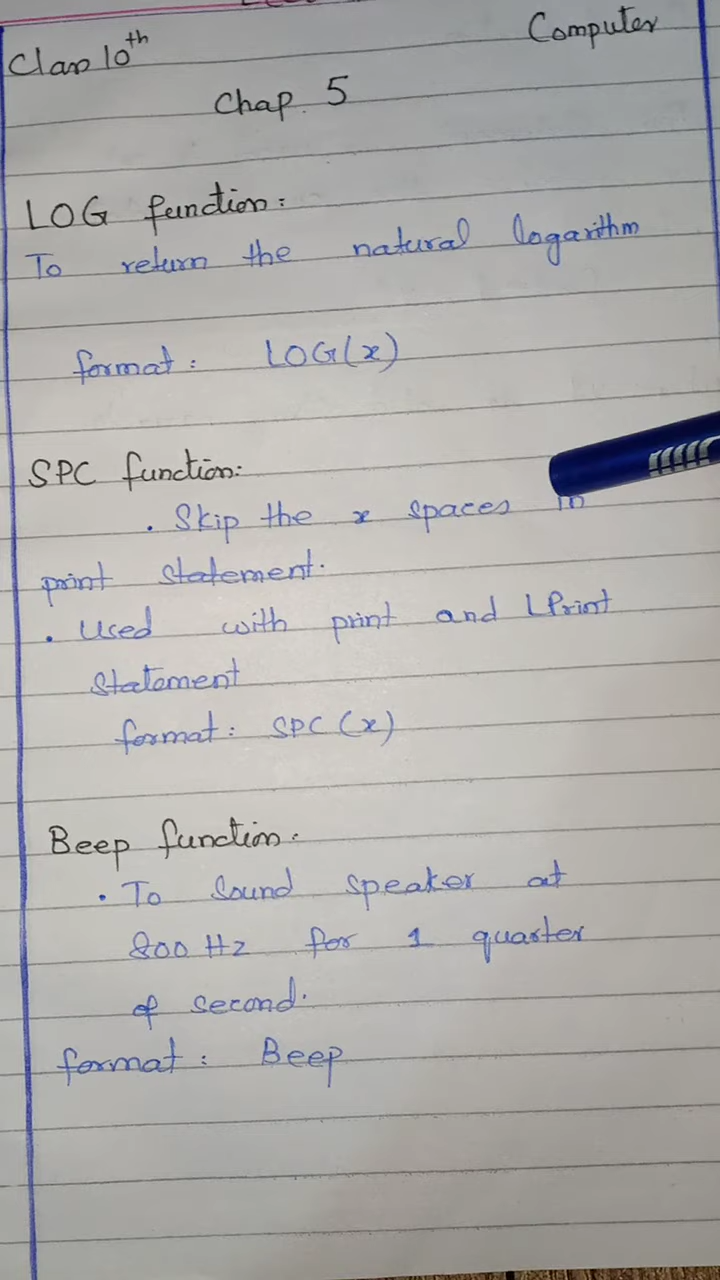 Class 10th Computer
Chap. 5
LOG function:
To return the natural logarithm
format: LOG(x)
SPC function:
. Skip the x spaces in
print statement.
. Used with print and LPrint
statement
format: SPC (x)
Beep function:
. To Sound speaker at
800 Hz for 1 quarter
of second.
format: Beep